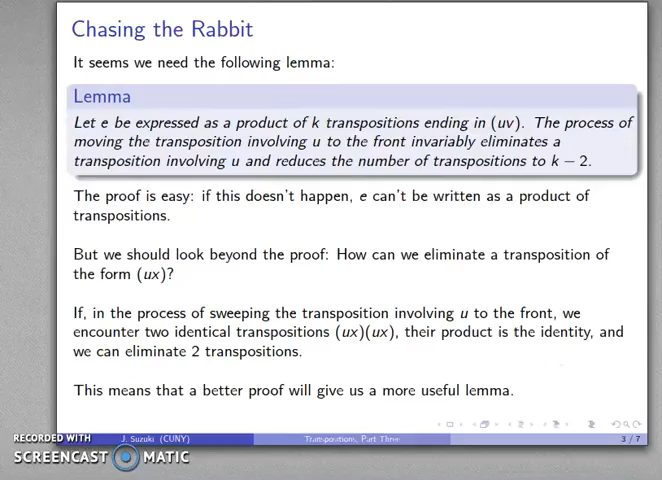 Chasing the Rabbit
It seems we need the following lemma:
Lemma
Let e be expressed as a product of k transpositions ending in (uv). The process of
moving the transposition involving u to the front invariably eliminates a
transposition involving u and reduces the number of transpositions to k − 2.
The proof is easy: if this doesn't happen, e can't be written as a product of
transpositions.
But we should look beyond the proof: How can we eliminate a transposition of
the form (ux)?
If, in the process of sweeping the transposition involving u to the front, we
encounter two identical transpositions (ux)(ux), their product is the identity, and
we can eliminate 2 transpositions.
This means that a better proof will give us a more useful lemma.
RECORDED WITH
J. Suzuki (CUNY) Transpositions, Part Three 3 / 7
SCREENCAST MATIC